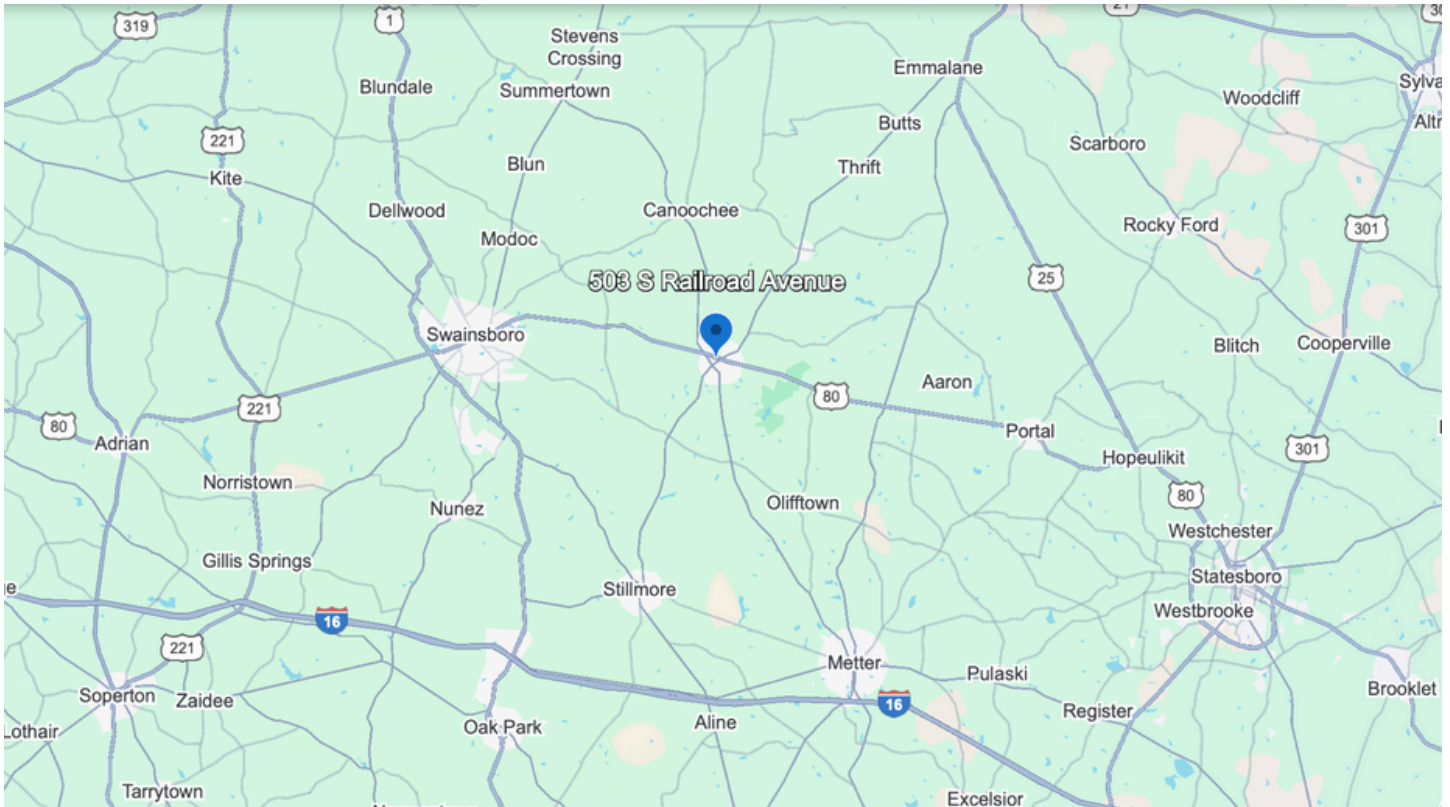 319
1
21
Stevens
Crossing
Emmalane
Blundale
Summertown
Woodcliff
Butts
221
Scarboro
Blun
Thrift
Kite
Dellwood
Canoochee
Rocky Ford
301
Modoc
503 S Railroad Avenue
25
Swainsboro
Blitch
Cooperville
Aaron
80
221
80
Adrian
Portal
301
Hopeulikit
Norristown
80
Nunez
Olifftown
Westchester
Gillis Springs
Statesboro
Stillmore
Westbrooke
16
221
Metter
Pulaski
Soperton
Zaidee
Brooklet
16
Register
Oak Park
Aline
Lothair
Tarrytown
Excelsior